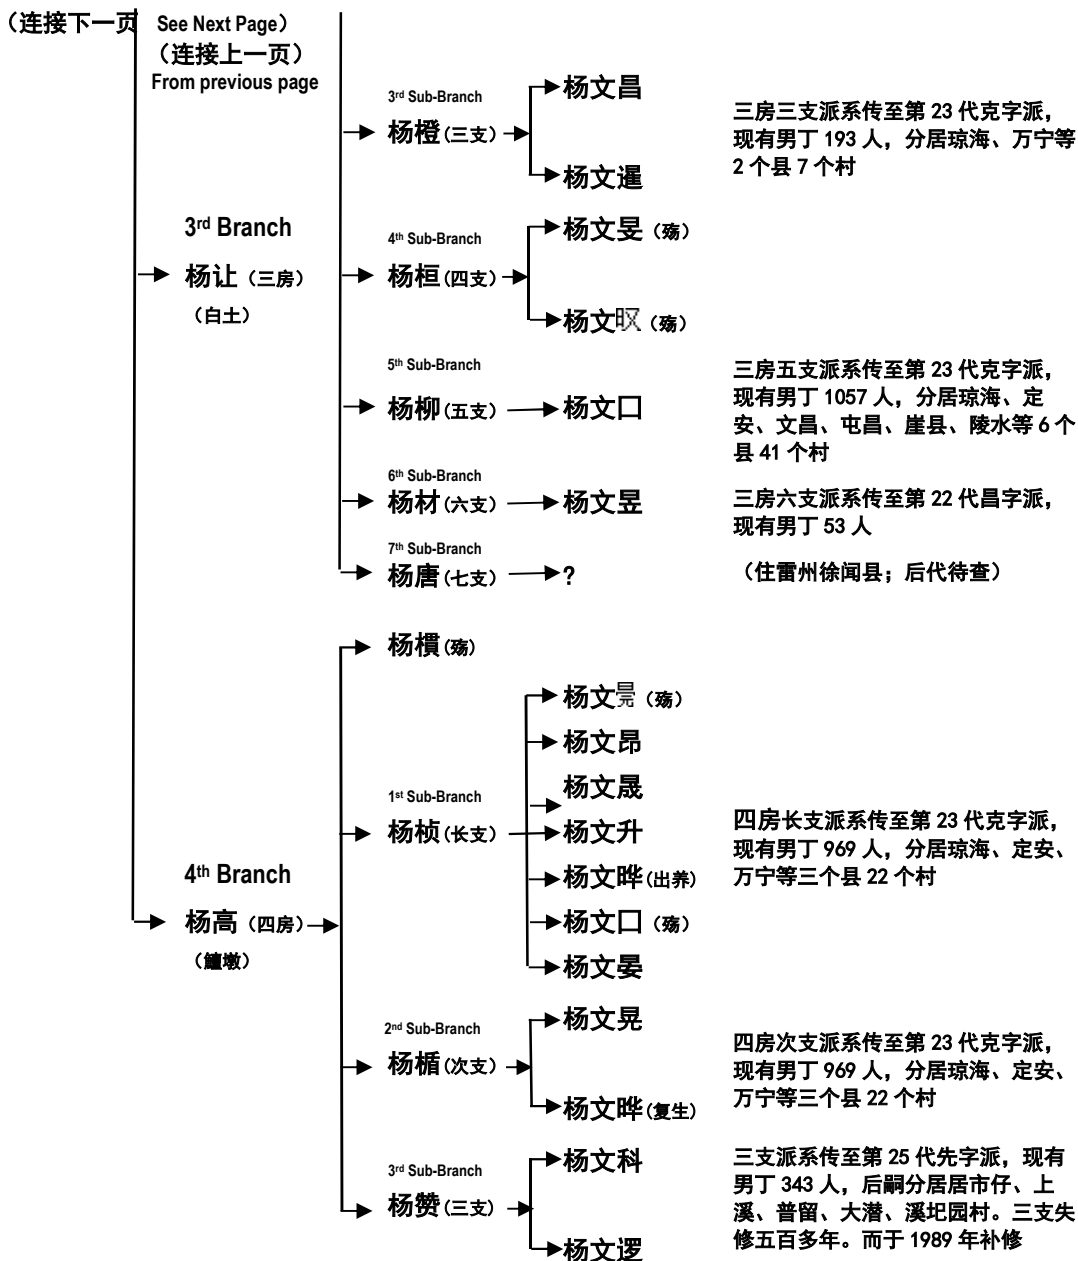 （连接下一页 See Next Page）
（连接上一页）
From previous page
3rd Branch
杨让（三房）
（白土）
3rd Sub-Branch
杨橙(三支)
杨文昌
杨文暹
三房三支派系传至第 23 代克字派，
现有男丁 193 人，分居琼海、万宁等
2 个县 7 个村
4th Sub-Branch
杨桓(四支)
杨文旻（殇）
杨文㫚（殇）
5th Sub-Branch
杨柳(五支)
杨文口
三房五支派系传至第 23 代克字派，
现有男丁 1057 人，分居琼海、定
安、文昌、屯昌、崖县、陵水等 6 个
县 41 个村
6th Sub-Branch
杨材(六支)
杨文昱
三房六支派系传至第 22 代昌字派，
现有男丁 53 人
7th Sub-Branch
杨唐(七支)
?
（住雷州徐闻县；后代待查）
4th Branch
杨高（四房）
（鱣墩）
杨樌(殇)
1st Sub-Branch
杨桢(长支)
杨文（殇）
杨文昂
杨文晟
杨文升
杨文晔(出养)
杨文口（殇）
杨文晏
四房长支派系传至第 23 代克字派，
现有男丁 969 人，分居琼海、定安、
万宁等三个县 22 个村
2nd Sub-Branch
杨楯(次支)
杨文晃
杨文晔(复生)
四房次支派系传至第 23 代克字派，
现有男丁 969 人，分居琼海、定安、
万宁等三个县 22 个村
3rd Sub-Branch
杨赞(三支)
杨文科
杨文逻
三支派系传至第 25 代先字派，现有
男丁 343 人，后嗣分居居市仔、上
溪、普留、大潜、溪圯园村。三支失
修五百多年。而于 1989 年补修